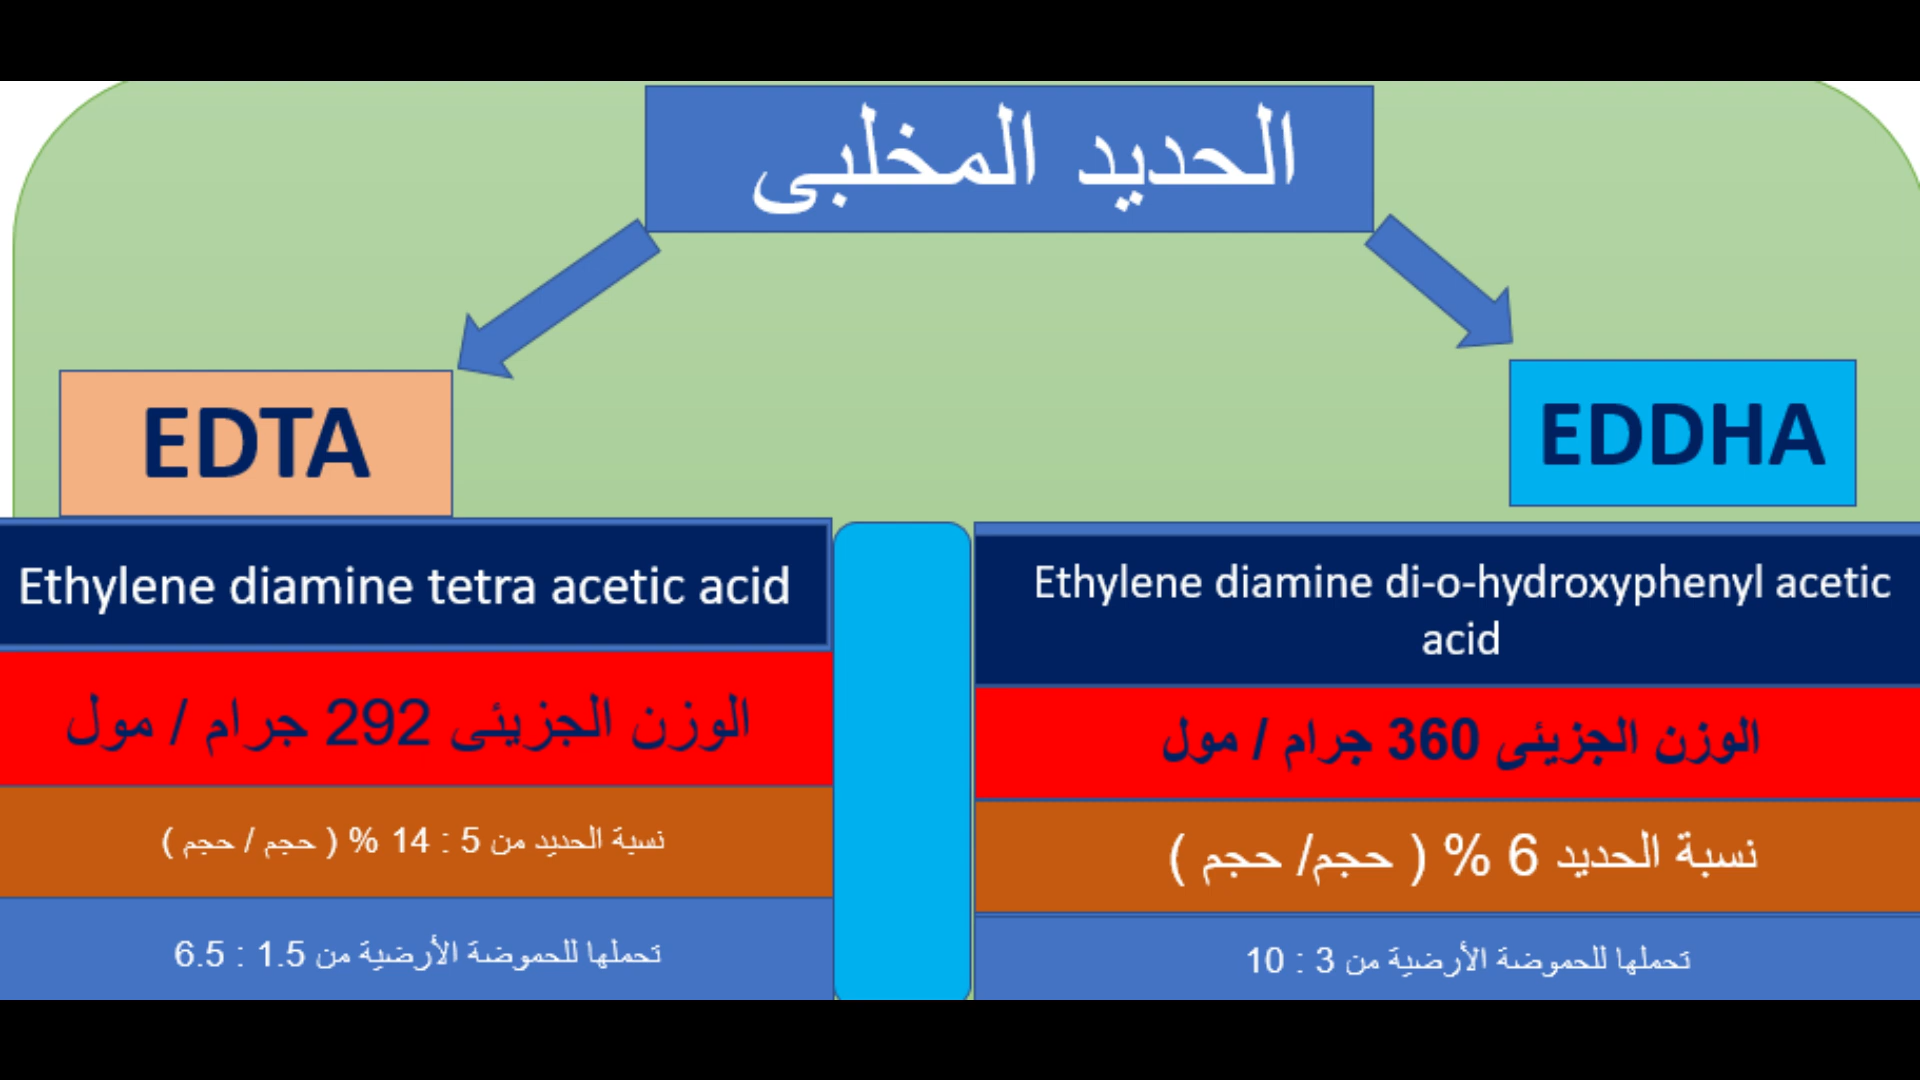 الحديد المخلبى
EDTA
EDDHA
Ethylene diamine tetra acetic acid
الوزن الجزيئى 292 جرام / مول
نسبة الحديد من 5 : 14 % ( حجم / حجم )
تحملها للحموضة الأرضية من 1.5 : 6.5
Ethylene diamine di-o-hydroxyphenyl acetic
acid
الوزن الجزيئى 360 جرام / مول
نسبة الحديد 6 % ( حجم/ حجم )
تحملها للحموضة الأرضية من 3 : 10